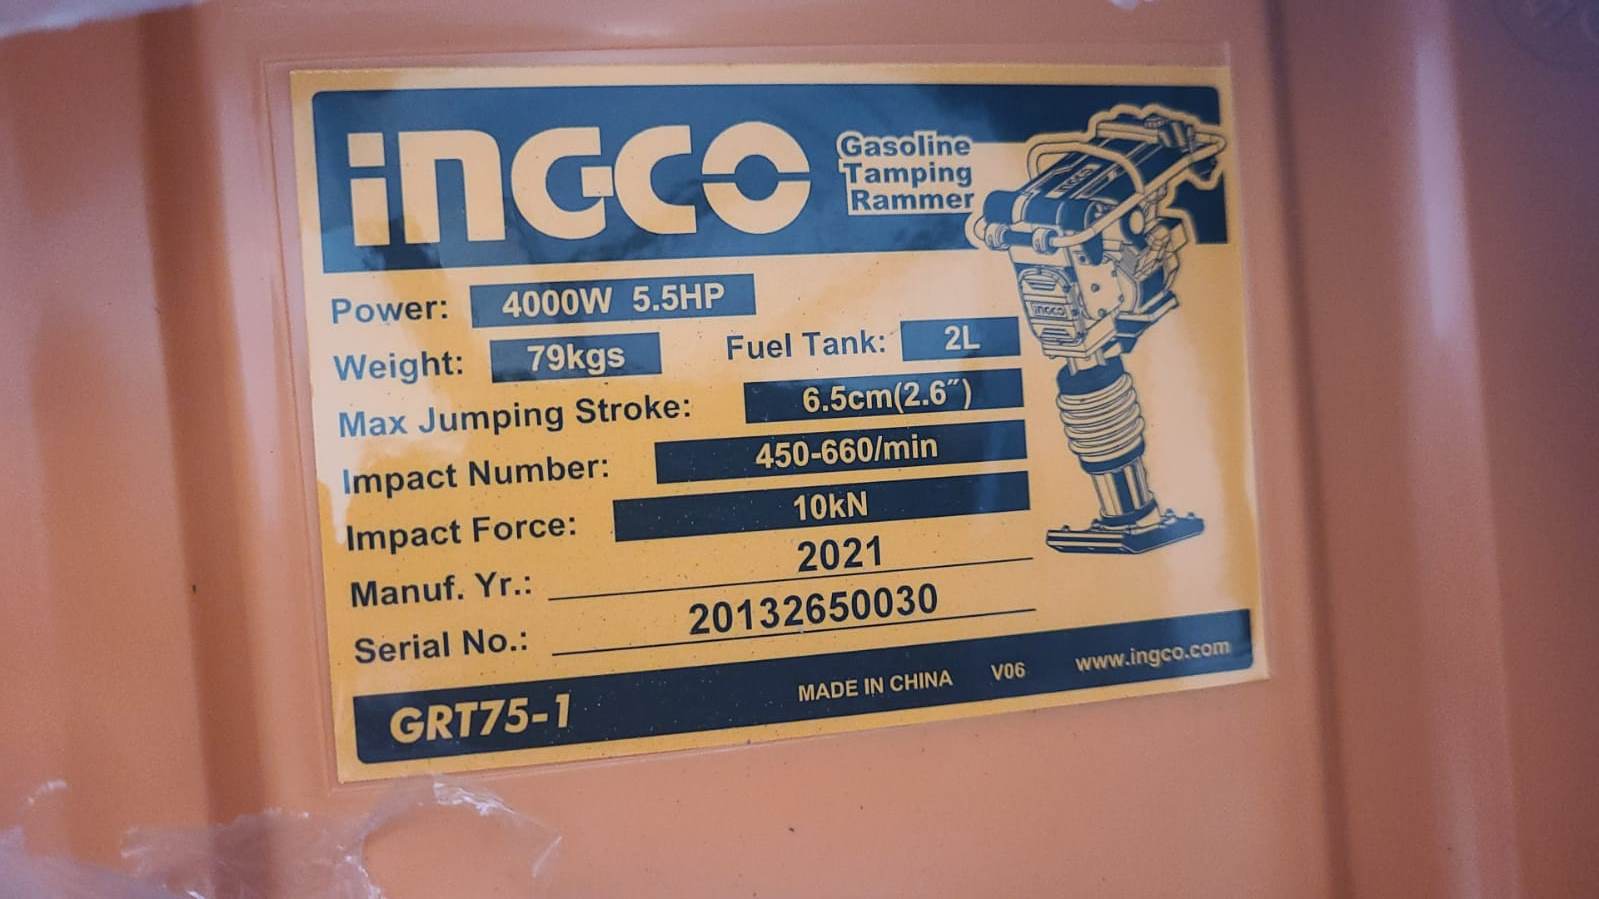 INGCO
Gasoline
Tamping
Rammer
INGCO
ingco
Power: 4000W 5.5HP
Weight: 79kgs Fuel Tank: 2L
Max Jumping Stroke: 6.5cm(2.6″)
Impact Number: 450-660/min
Impact Force: 10kN
Manuf. Yr.: 2021
Serial No.: 20132650030
GRT75-1 MADE IN CHINA V06 www.ingco.com